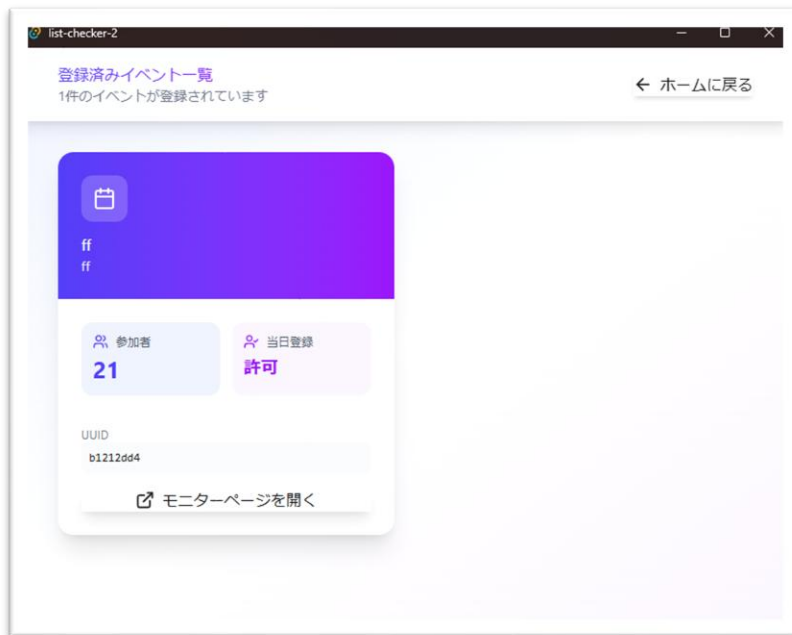 list-checker-2
登録済みイベント一覧
1件のイベントが登録されています
← ホームに戻る
ff
ff
参加者
21
当日登録
許可
UUID
b1212dd4
モニターページを開く